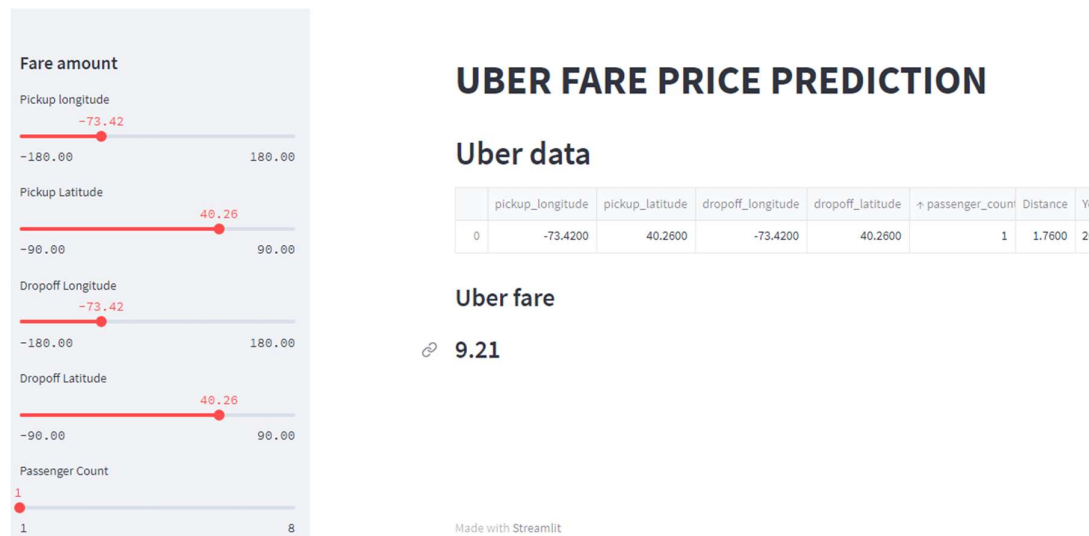 Fare amount
Pickup longitude
-73.42
-180.00 180.00
Pickup Latitude
40.26
-90.00 90.00
Dropoff Longitude
-73.42
-180.00 180.00
Dropoff Latitude
40.26
-90.00 90.00
Passenger Count
1
1 8
UBER FARE PRICE PREDICTION
Uber data
pickup_longitude pickup_latitude dropoff_longitude dropoff_latitude ↑ passenger_count Distance
0 -73.4200 40.2600 -73.4200 40.2600 1 1.7600
Uber fare
9.21
Made with Streamlit